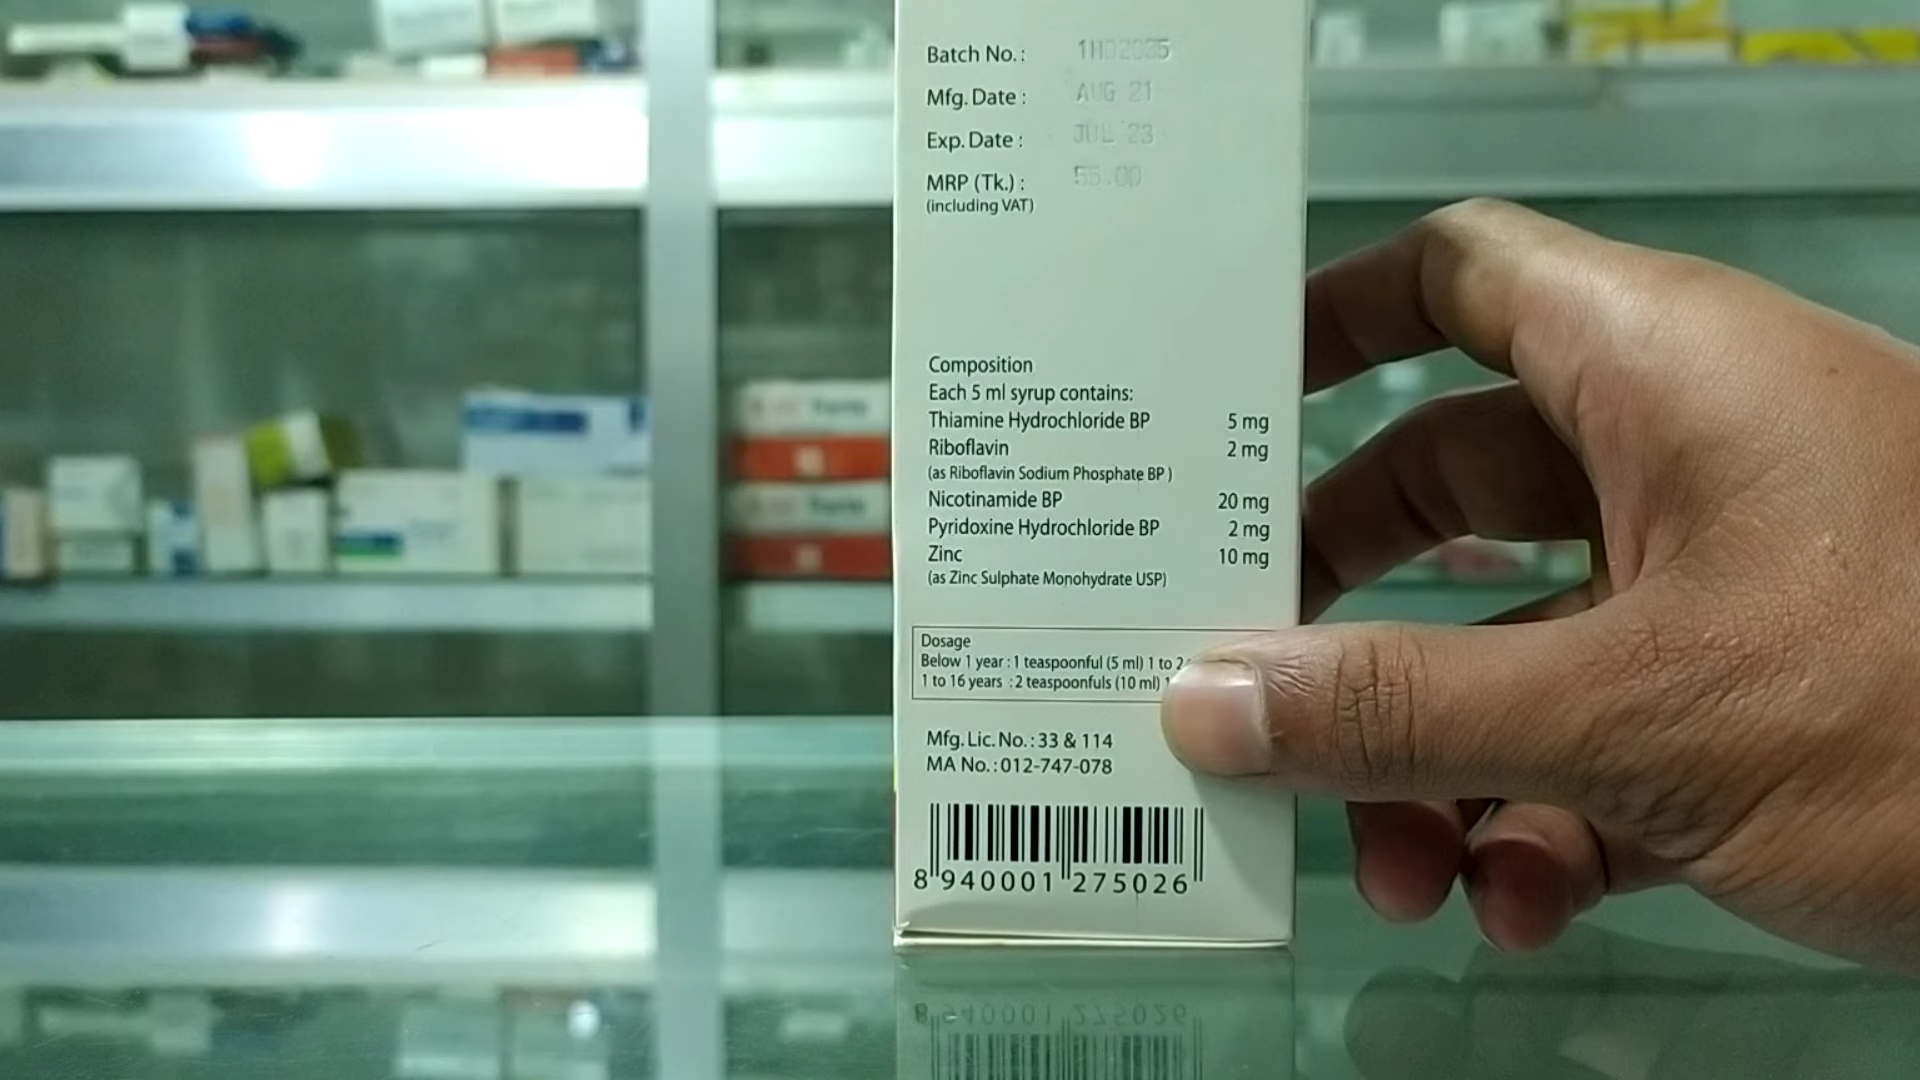 Batch No. : 1H02035
Mfg. Date : AUG 21
Exp. Date : JUL 23
MRP (Tk.) : 55.00
(including VAT)
Composition
Each 5 ml syrup contains:
Thiamine Hydrochloride BP 5 mg
Riboflavin 2 mg
(as Riboflavin Sodium Phosphate BP )
Nicotinamide BP 20 mg
Pyridoxine Hydrochloride BP 2 mg
Zinc 10 mg
(as Zinc Sulphate Monohydrate USP)
Dosage
Below 1 year : 1 teaspoonful (5 ml) 1 to 2
1 to 16 years : 2 teaspoonfuls (10 ml) 1
Mfg. Lic. No. : 33 & 114
MA No. : 012-747-078
8 940001 275026